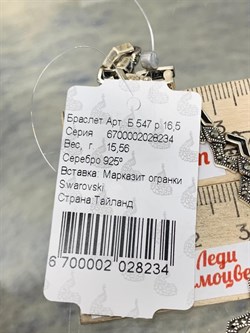 Браслет Арт. Б 547 р 16,5
Серия 6700002028234
Вес, г. 15,56
Серебро 925°
Вставка: Марказит огранки
Swarovski
Страна:Тайланд
6 700002 028234
Леди